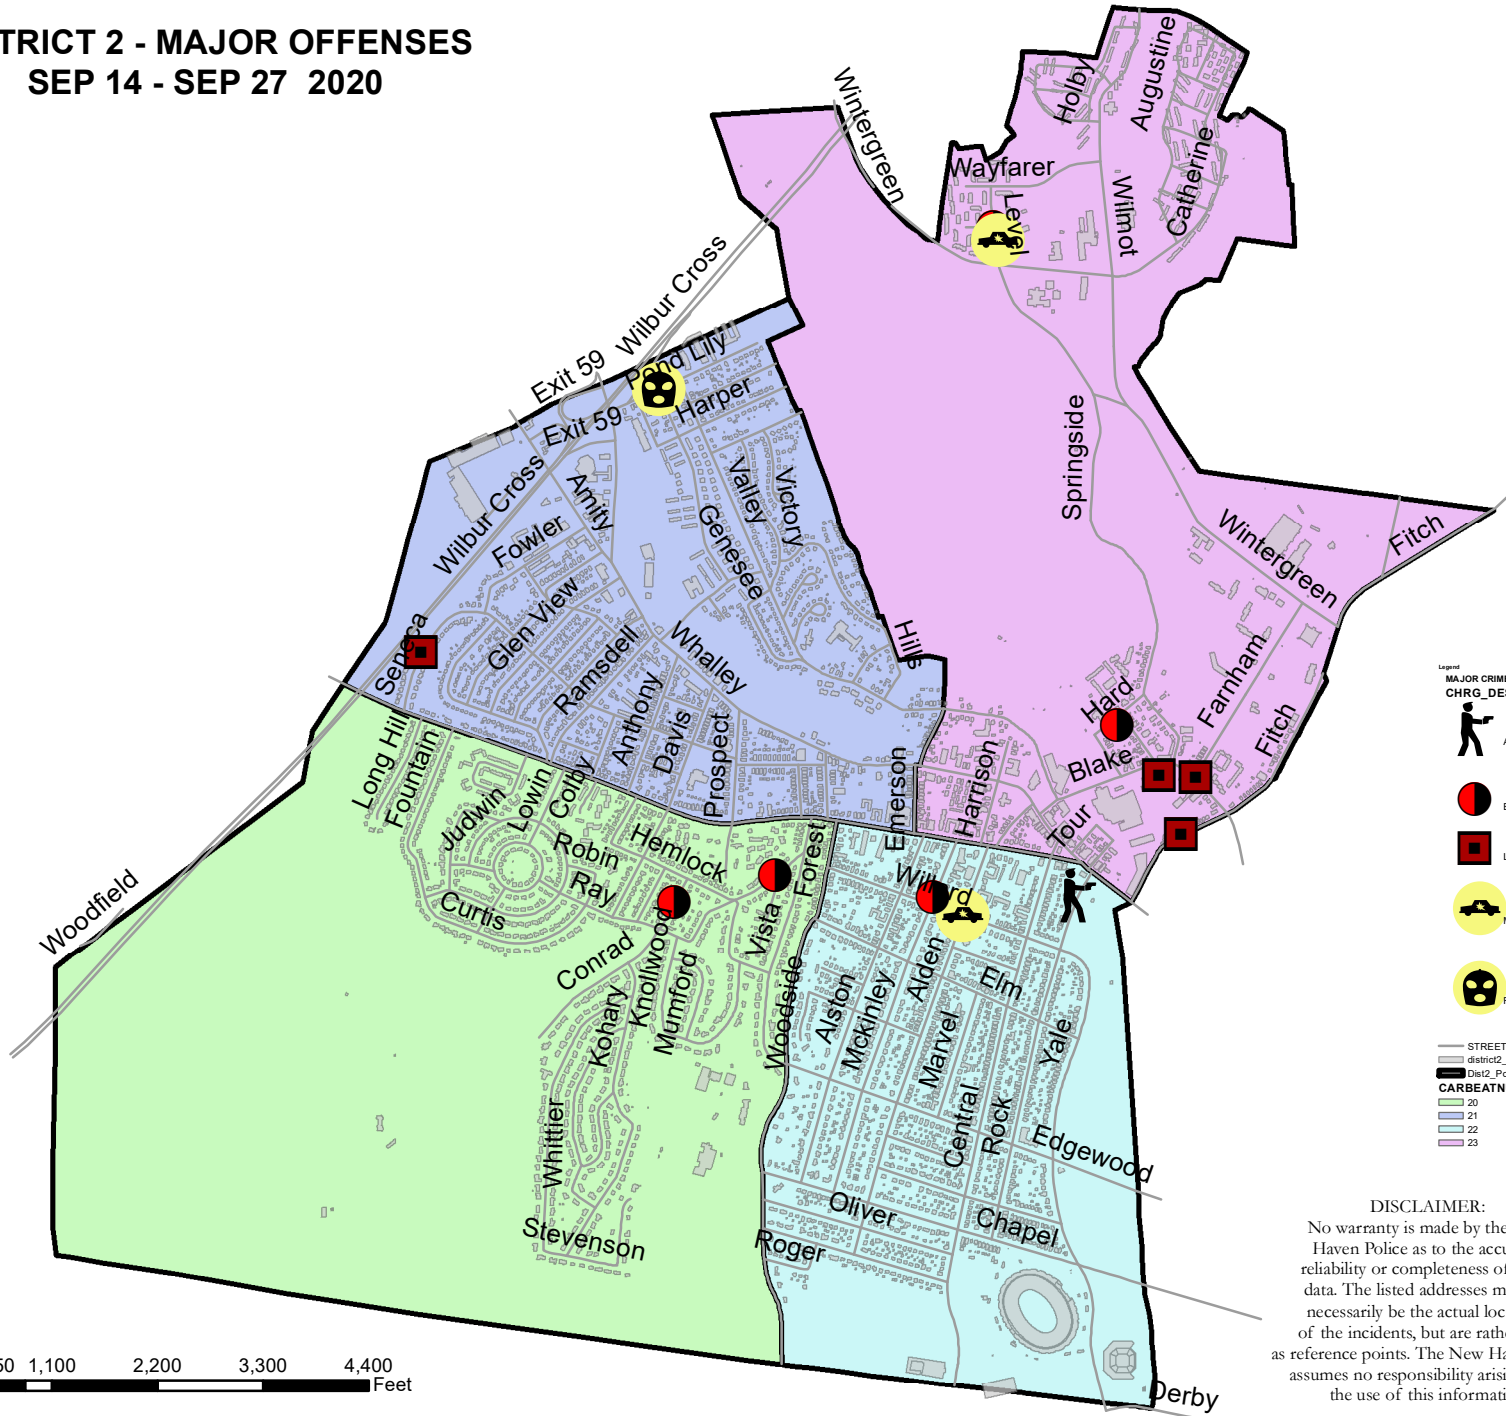 TRICT 2 - MAJOR OFFENSES
SEP 14 - SEP 27 2020
Wintergreen
Holby
Augustine
Wayfarer
Level
Wilmot
Catherine
Wilbur Cross
Exit 59
Pond Lily
Exit 59
Harper
Wilbur Cross
Amity
Fowler
Valley
Victory
Genesee
Springside
Wintergreen
Fitch
Seneca
Glen View
Ramsdell
Whalley
Hills
Anthony
Davis
Prospect
Hard
Farnham
Fitch
Blake
Harrison
Emerson
Tour
Long Hill
Fountain
Judwin
Lowin
Colby
Robin
Hemlock
Ray
Curtis
Forest
Willard
Woodfield
Conrad
Knollwood
Vista
Mumford
Kohary
Woodside
Alston
Mckinley
Alden
Elm
Marvel
Yale
Central
Rock
Whittier
Edgewood
Stevenson
Oliver
Roger
Chapel
Derby
Legend
MAJOR CRIM
CHRG_DES
A
B
L
M
R
STREET
district2_
Dist2_Po
CARBEATN
20
21
22
23
DISCLAIMER:
No warranty is made by the
Haven Police as to the accu
reliability or completeness of
data. The listed addresses m
necessarily be the actual loc
of the incidents, but are rath
as reference points. The New Ha
assumes no responsibility arisi
the use of this informati
50 1,100 2,200 3,300 4,400
Feet